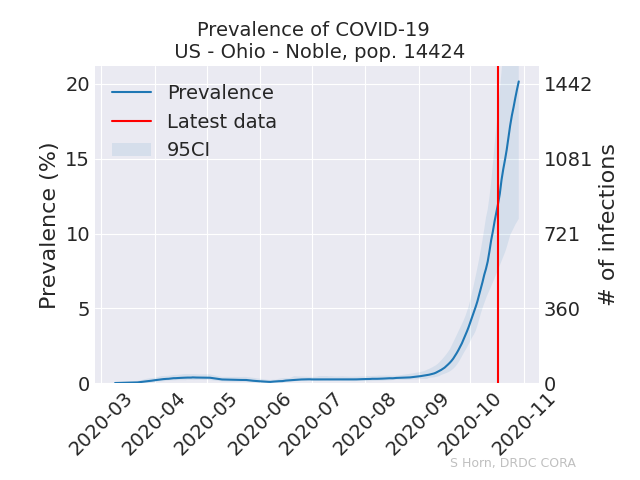 Prevalence of COVID-19
US - Ohio - Noble, pop. 14424
Prevalence
Latest data
95CI
Prevalence (%)
20
15
10
5
0
# of infections
1442
1081
721
360
0
2020-03
2020-04
2020-05
2020-06
2020-07
2020-08
2020-09
2020-10
2020-11
S Horn, DRDC CORA